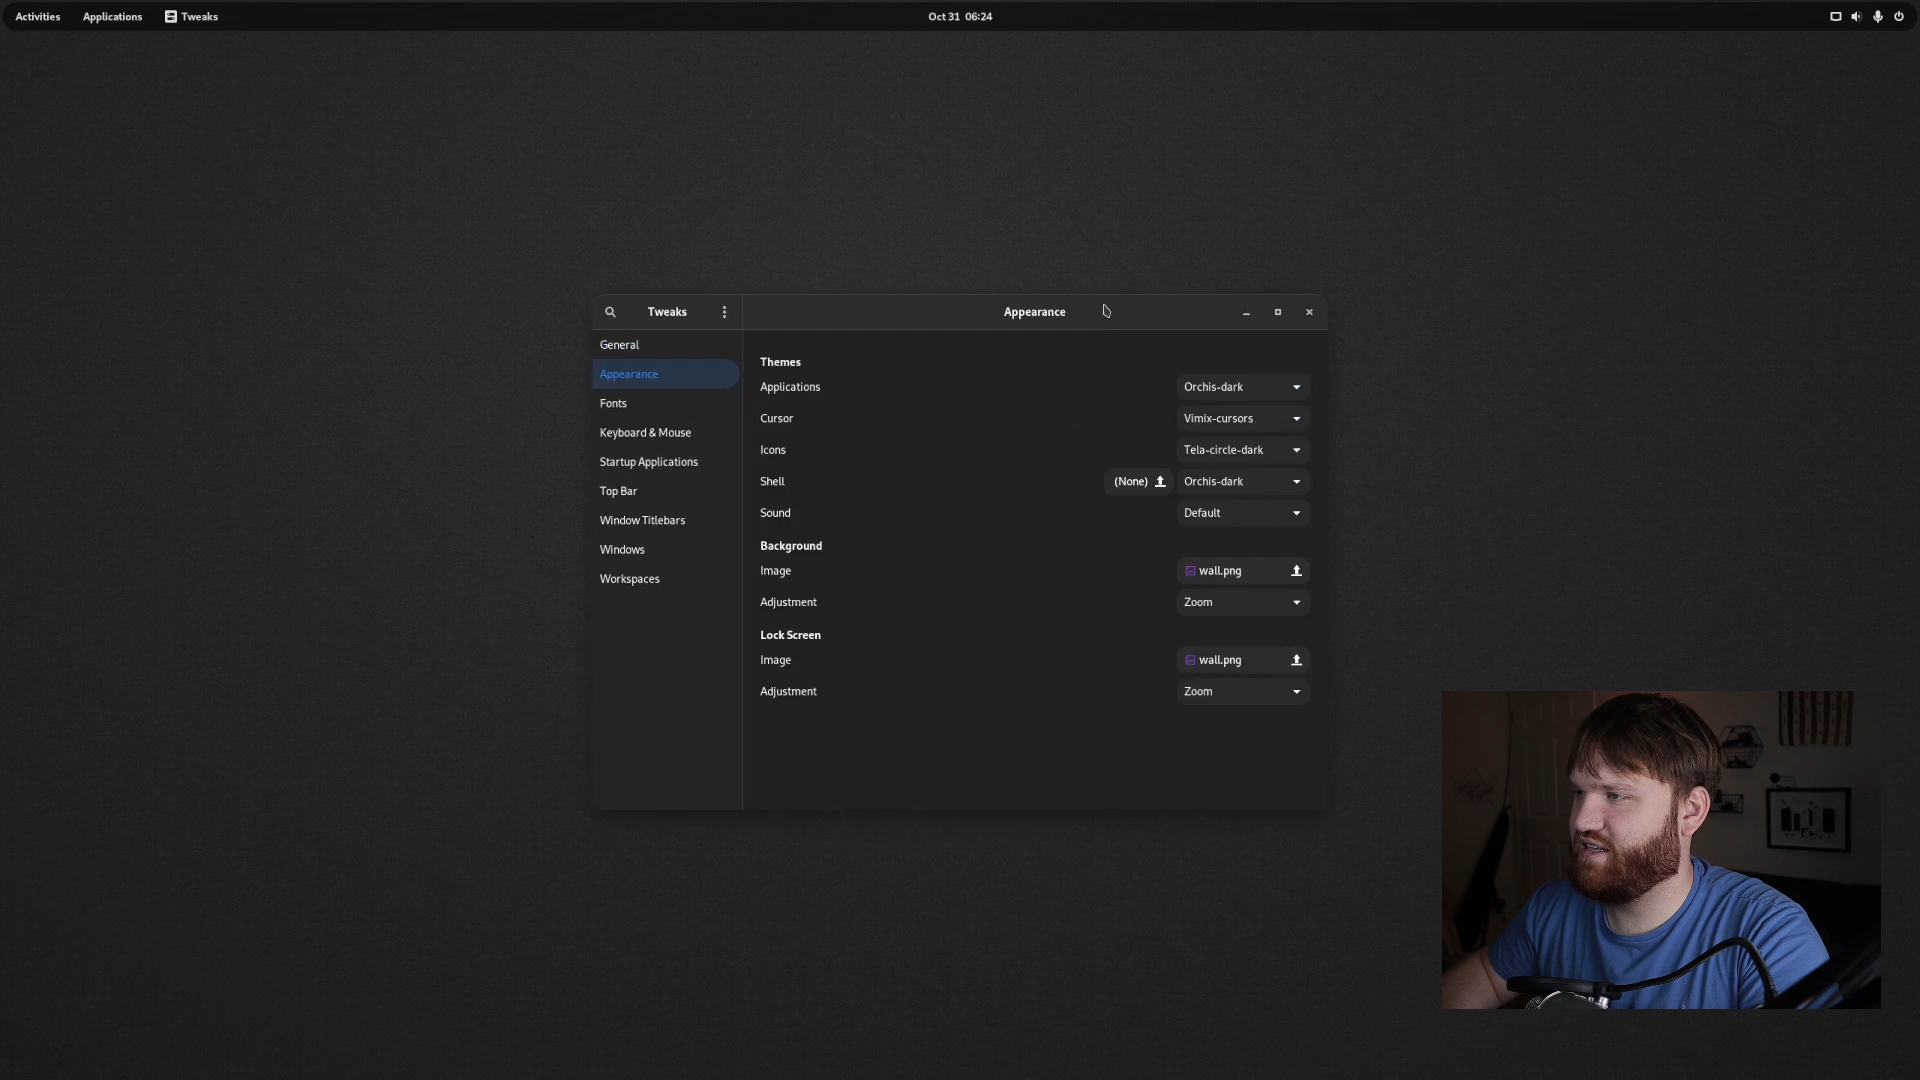 Activities Applications Tweaks Oct 31 06:24
Tweaks Appearance
General
Appearance
Fonts
Keyboard & Mouse
Startup Applications
Top Bar
Window Titlebars
Windows
Workspaces
Themes
Applications Orchis-dark
Cursor Vimix-cursors
Icons Tela-circle-dark
Shell (None) Orchis-dark
Sound Default
Background
Image wall.png
Adjustment Zoom
Lock Screen
Image wall.png
Adjustment Zoom